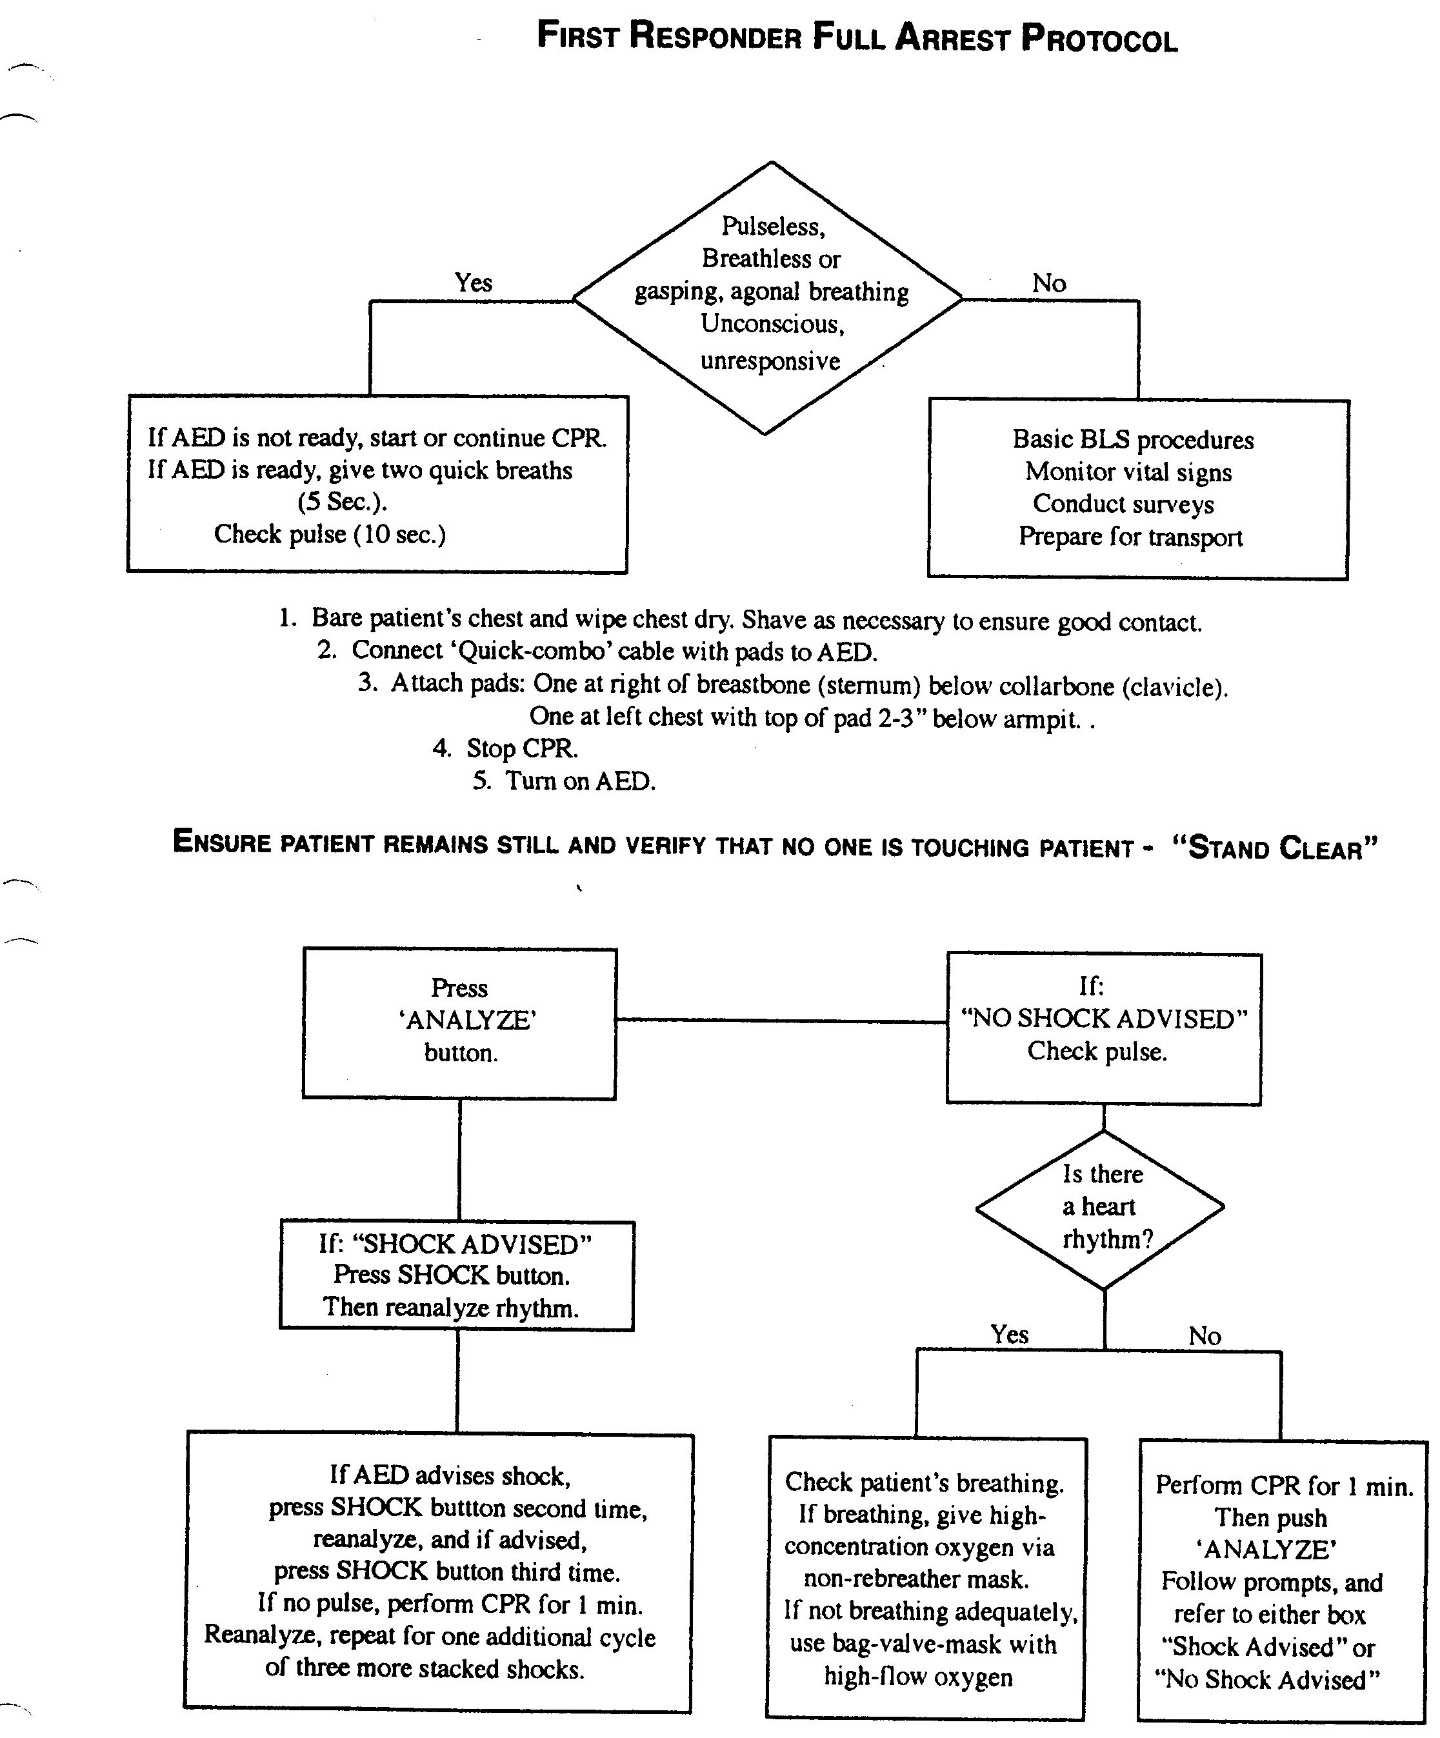 FIRST RESPONDER FULL ARREST PROTOCOL
Pulseless,
Breathless or
gasping, agonal breathing
Unconscious,
unresponsive
Yes
No
If AED is not ready, start or continue CPR.
If AED is ready, give two quick breaths
(5 Sec.).
Check pulse (10 sec.)
Basic BLS procedures
Monitor vital signs
Conduct surveys
Prepare for transport
1. Bare patient's chest and wipe chest dry. Shave as necessary to ensure good contact.
2. Connect 'Quick-combo' cable with pads to AED.
3. Attach pads: One at right of breastbone (sternum) below collarbone (clavicle).
One at left chest with top of pad 2-3" below armpit. .
4. Stop CPR.
5. Turn on AED.
ENSURE PATIENT REMAINS STILL AND VERIFY THAT NO ONE IS TOUCHING PATIENT - "STAND CLEAR"
Press
'ANALYZE'
button.
If:
"NO SHOCK ADVISED"
Check pulse.
Is there
a heart
rhythm?
If: "SHOCK ADVISED"
Press SHOCK button.
Then reanalyze rhythm.
Yes
No
If AED advises shock,
press SHOCK buttton second time,
reanalyze, and if advised,
press SHOCK button third time.
If no pulse, perform CPR for 1 min.
Reanalyze, repeat for one additional cycle
of three more stacked shocks.
Check patient's breathing.
If breathing, give high-
concentration oxygen via
non-rebreather mask.
If not breathing adequately,
use bag-valve-mask with
high-flow oxygen
Perform CPR for 1 min.
Then push
'ANALYZE'
Follow prompts, and
refer to either box
"Shock Advised" or
"No Shock Advised"